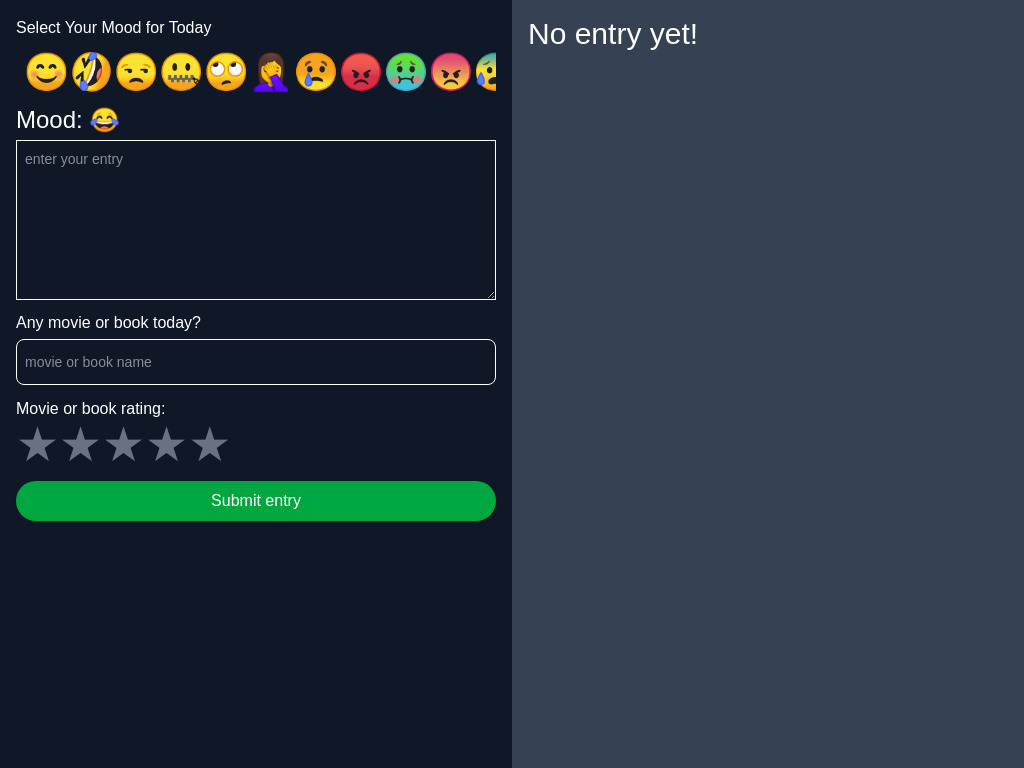 Select Your Mood for Today
😊🤣😒🤐🙄🤦‍♀️😢😡🤢😡😰
Mood: 😂
enter your entry
Any movie or book today?
movie or book name
Movie or book rating:
★★★★★
Submit entry
No entry yet!